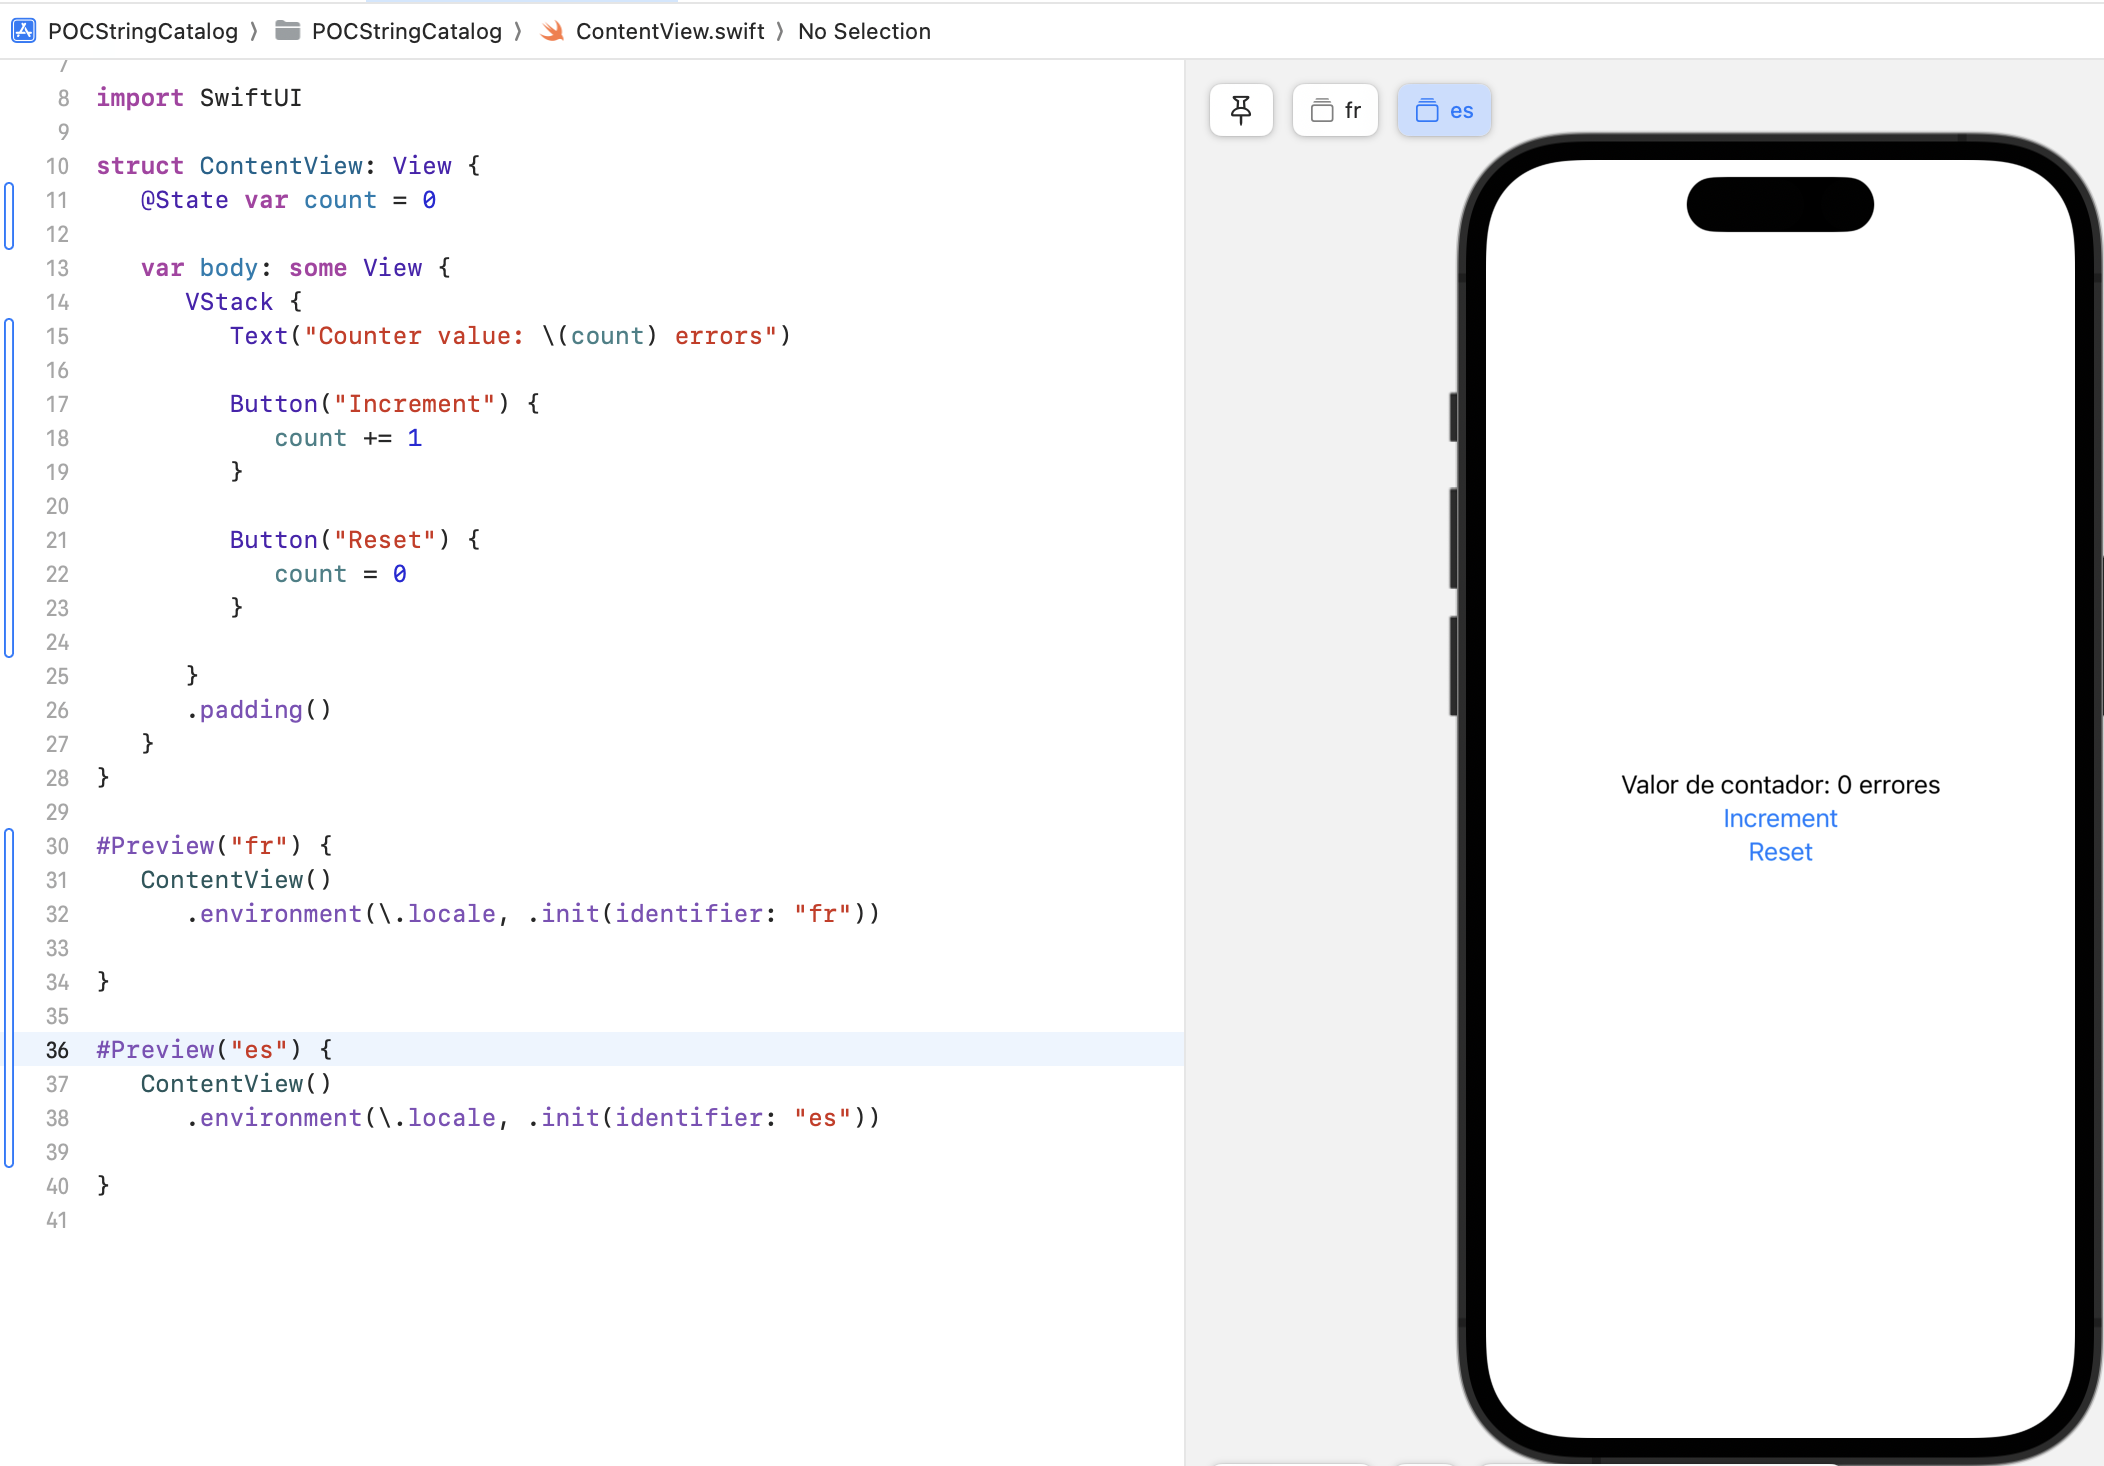 POCStringCatalog 〉 POCStringCatalog 〉 ContentView.swift 〉 No Selection
7
8 import SwiftUI
9
10 struct ContentView: View {
11 @State var count = 0
12
13 var body: some View {
14 VStack {
15 Text("Counter value: \(count) errors")
16
17 Button("Increment") {
18 count += 1
19 }
20
21 Button("Reset") {
22 count = 0
23 }
24
25 }
26 .padding()
27 }
28 }
29
30 #Preview("fr") {
31 ContentView()
32 .environment(\.locale, .init(identifier: "fr"))
33
34 }
35
36 #Preview("es") {
37 ContentView()
38 .environment(\.locale, .init(identifier: "es"))
39
40 }
41
fr
es
Valor de contador: 0 errores
Increment
Reset